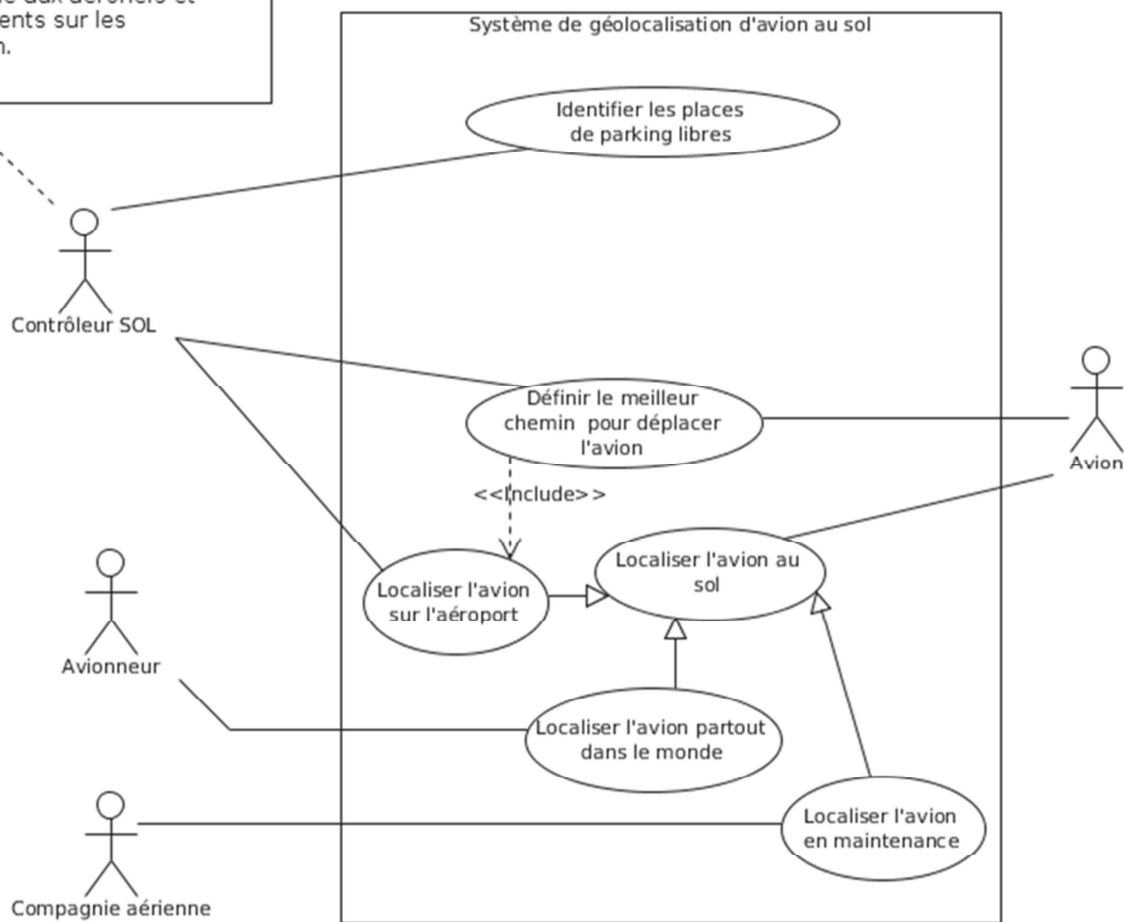 aux aéronefs et
sur les
Système de géolocalisation d'avion au sol
Identifier les places
de parking libres
Contrôleur SOL
Définir le meilleur
chemin pour déplacer
l'avion
Avion
<<Include>>
Localiser l'avion au
sol
Localiser l'avion
sur l'aéroport
Avionneur
Localiser l'avion partout
dans le monde
Localiser l'avion
en maintenance
Compagnie aérienne